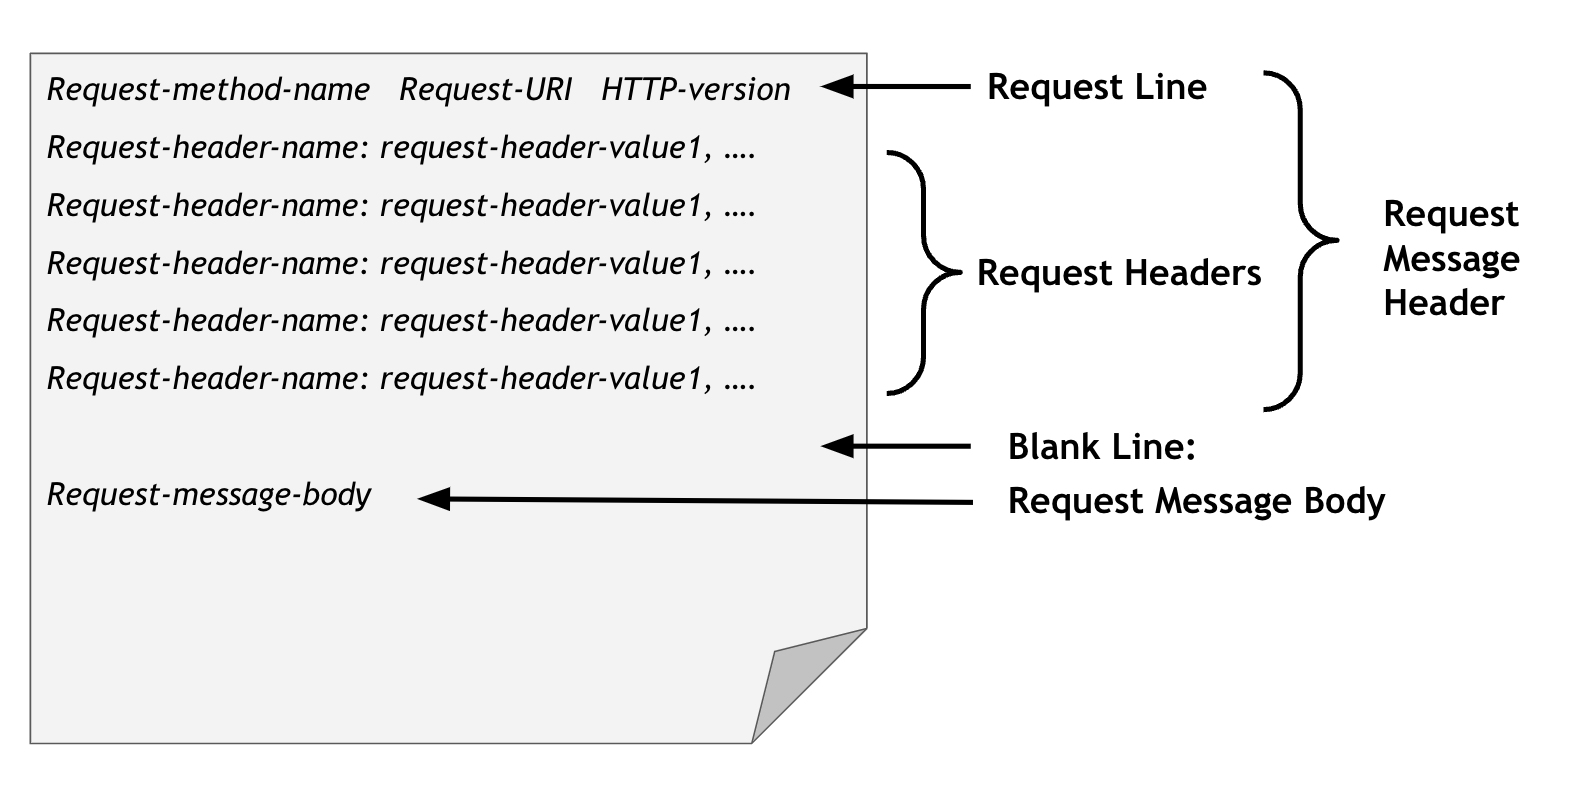 Request-method-name Request-URI HTTP-version
Request-header-name: request-header-value1, ....
Request-header-name: request-header-value1, ....
Request-header-name: request-header-value1, ....
Request-header-name: request-header-value1, ....
Request-header-name: request-header-value1, ....
Request-message-body
Request Line
Request Headers
Request
Message
Header
Blank Line:
Request Message Body